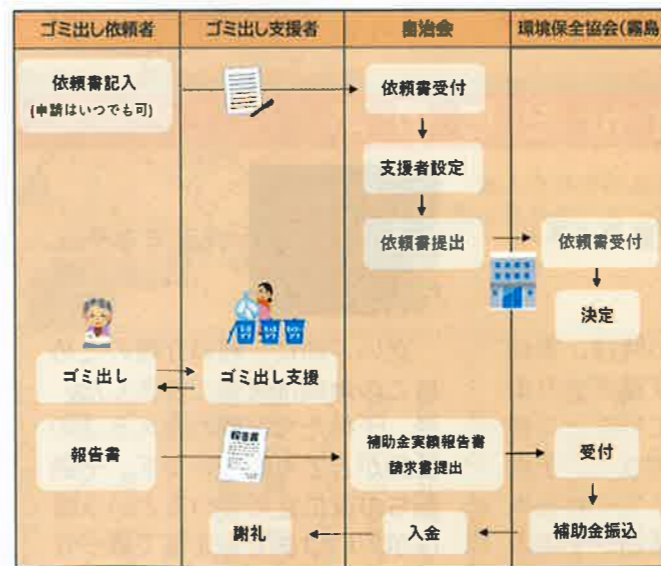 ゴミ出し依頼者 ゴミ出し支援者 自治会 環境保全協会(霧島
依頼書記入
(申請はいつでも可)
依頼書受付
支援者設定
依頼書提出
依頼書受付
決定
ゴミ出し
ゴミ出し支援
報告書
報告書
補助金実績報告書
請求書提出
受付
謝礼
入金
補助金振込